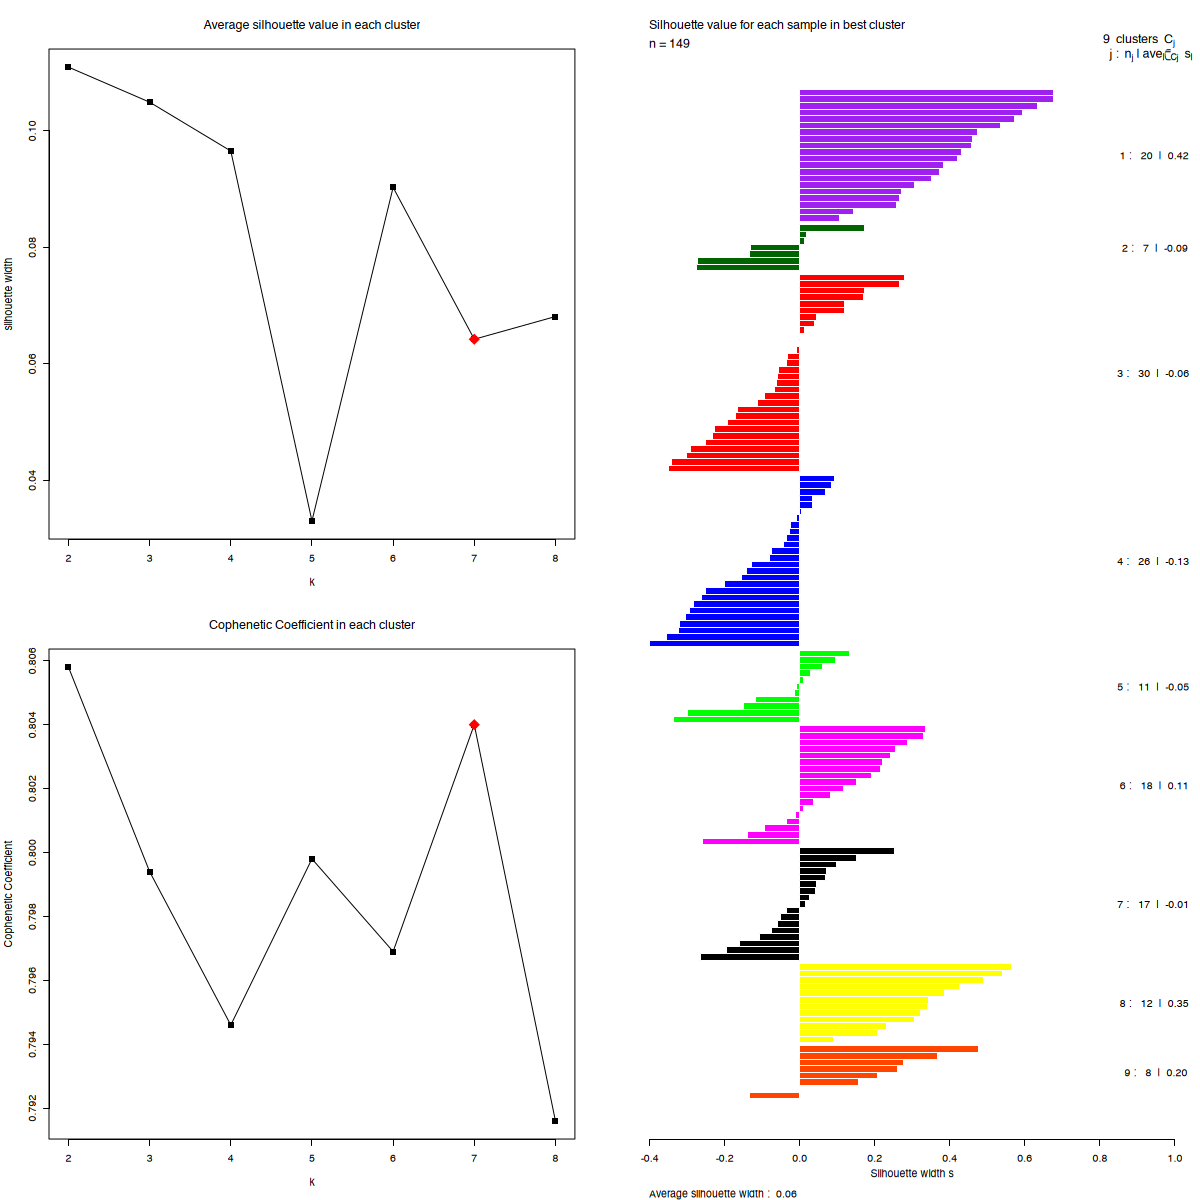 Average silhouette value in each cluster
silhouette width
0.10
0.08
0.06
0.04
2 3 4 5 6 7 8
k
Cophenetic Coefficient in each cluster
Cophenetic Coefficient
0.806
0.804
0.802
0.800
0.798
0.796
0.794
0.792
2 3 4 5 6 7 8
k
Silhouette value for each sample in best cluster
n = 149
9 clusters Cj
j : nj | avei∈Cj si
1 : 20 | 0.42
2 : 7 | -0.09
3 : 30 | -0.06
4 : 26 | -0.13
5 : 11 | -0.05
6 : 18 | 0.11
7 : 17 | -0.01
8 : 12 | 0.35
9 : 8 | 0.20
-0.4 -0.2 0.0 0.2 0.4 0.6 0.8 1.0
Silhouette width s
Average silhouette width : 0.06